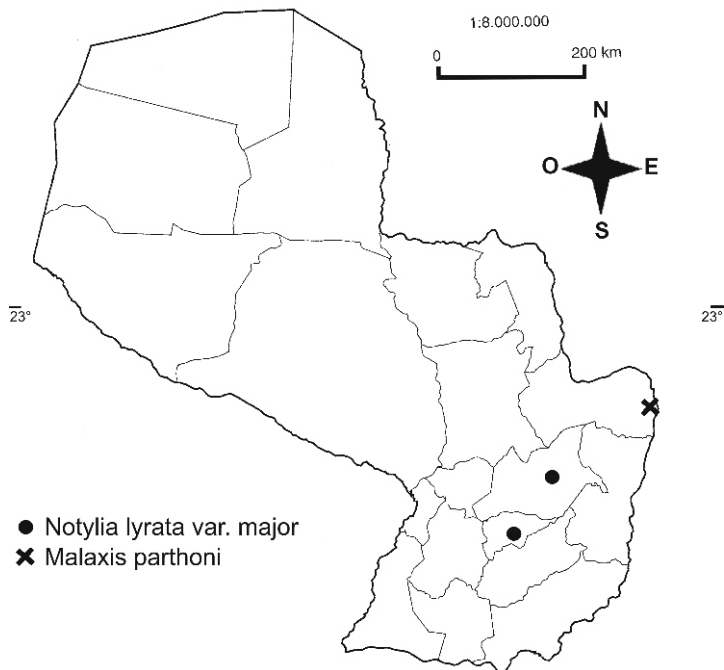 1:8.000.000
0 200 km
N
O E
S
23° 23°
Notylia lyrata var. major
Malaxis parthoni